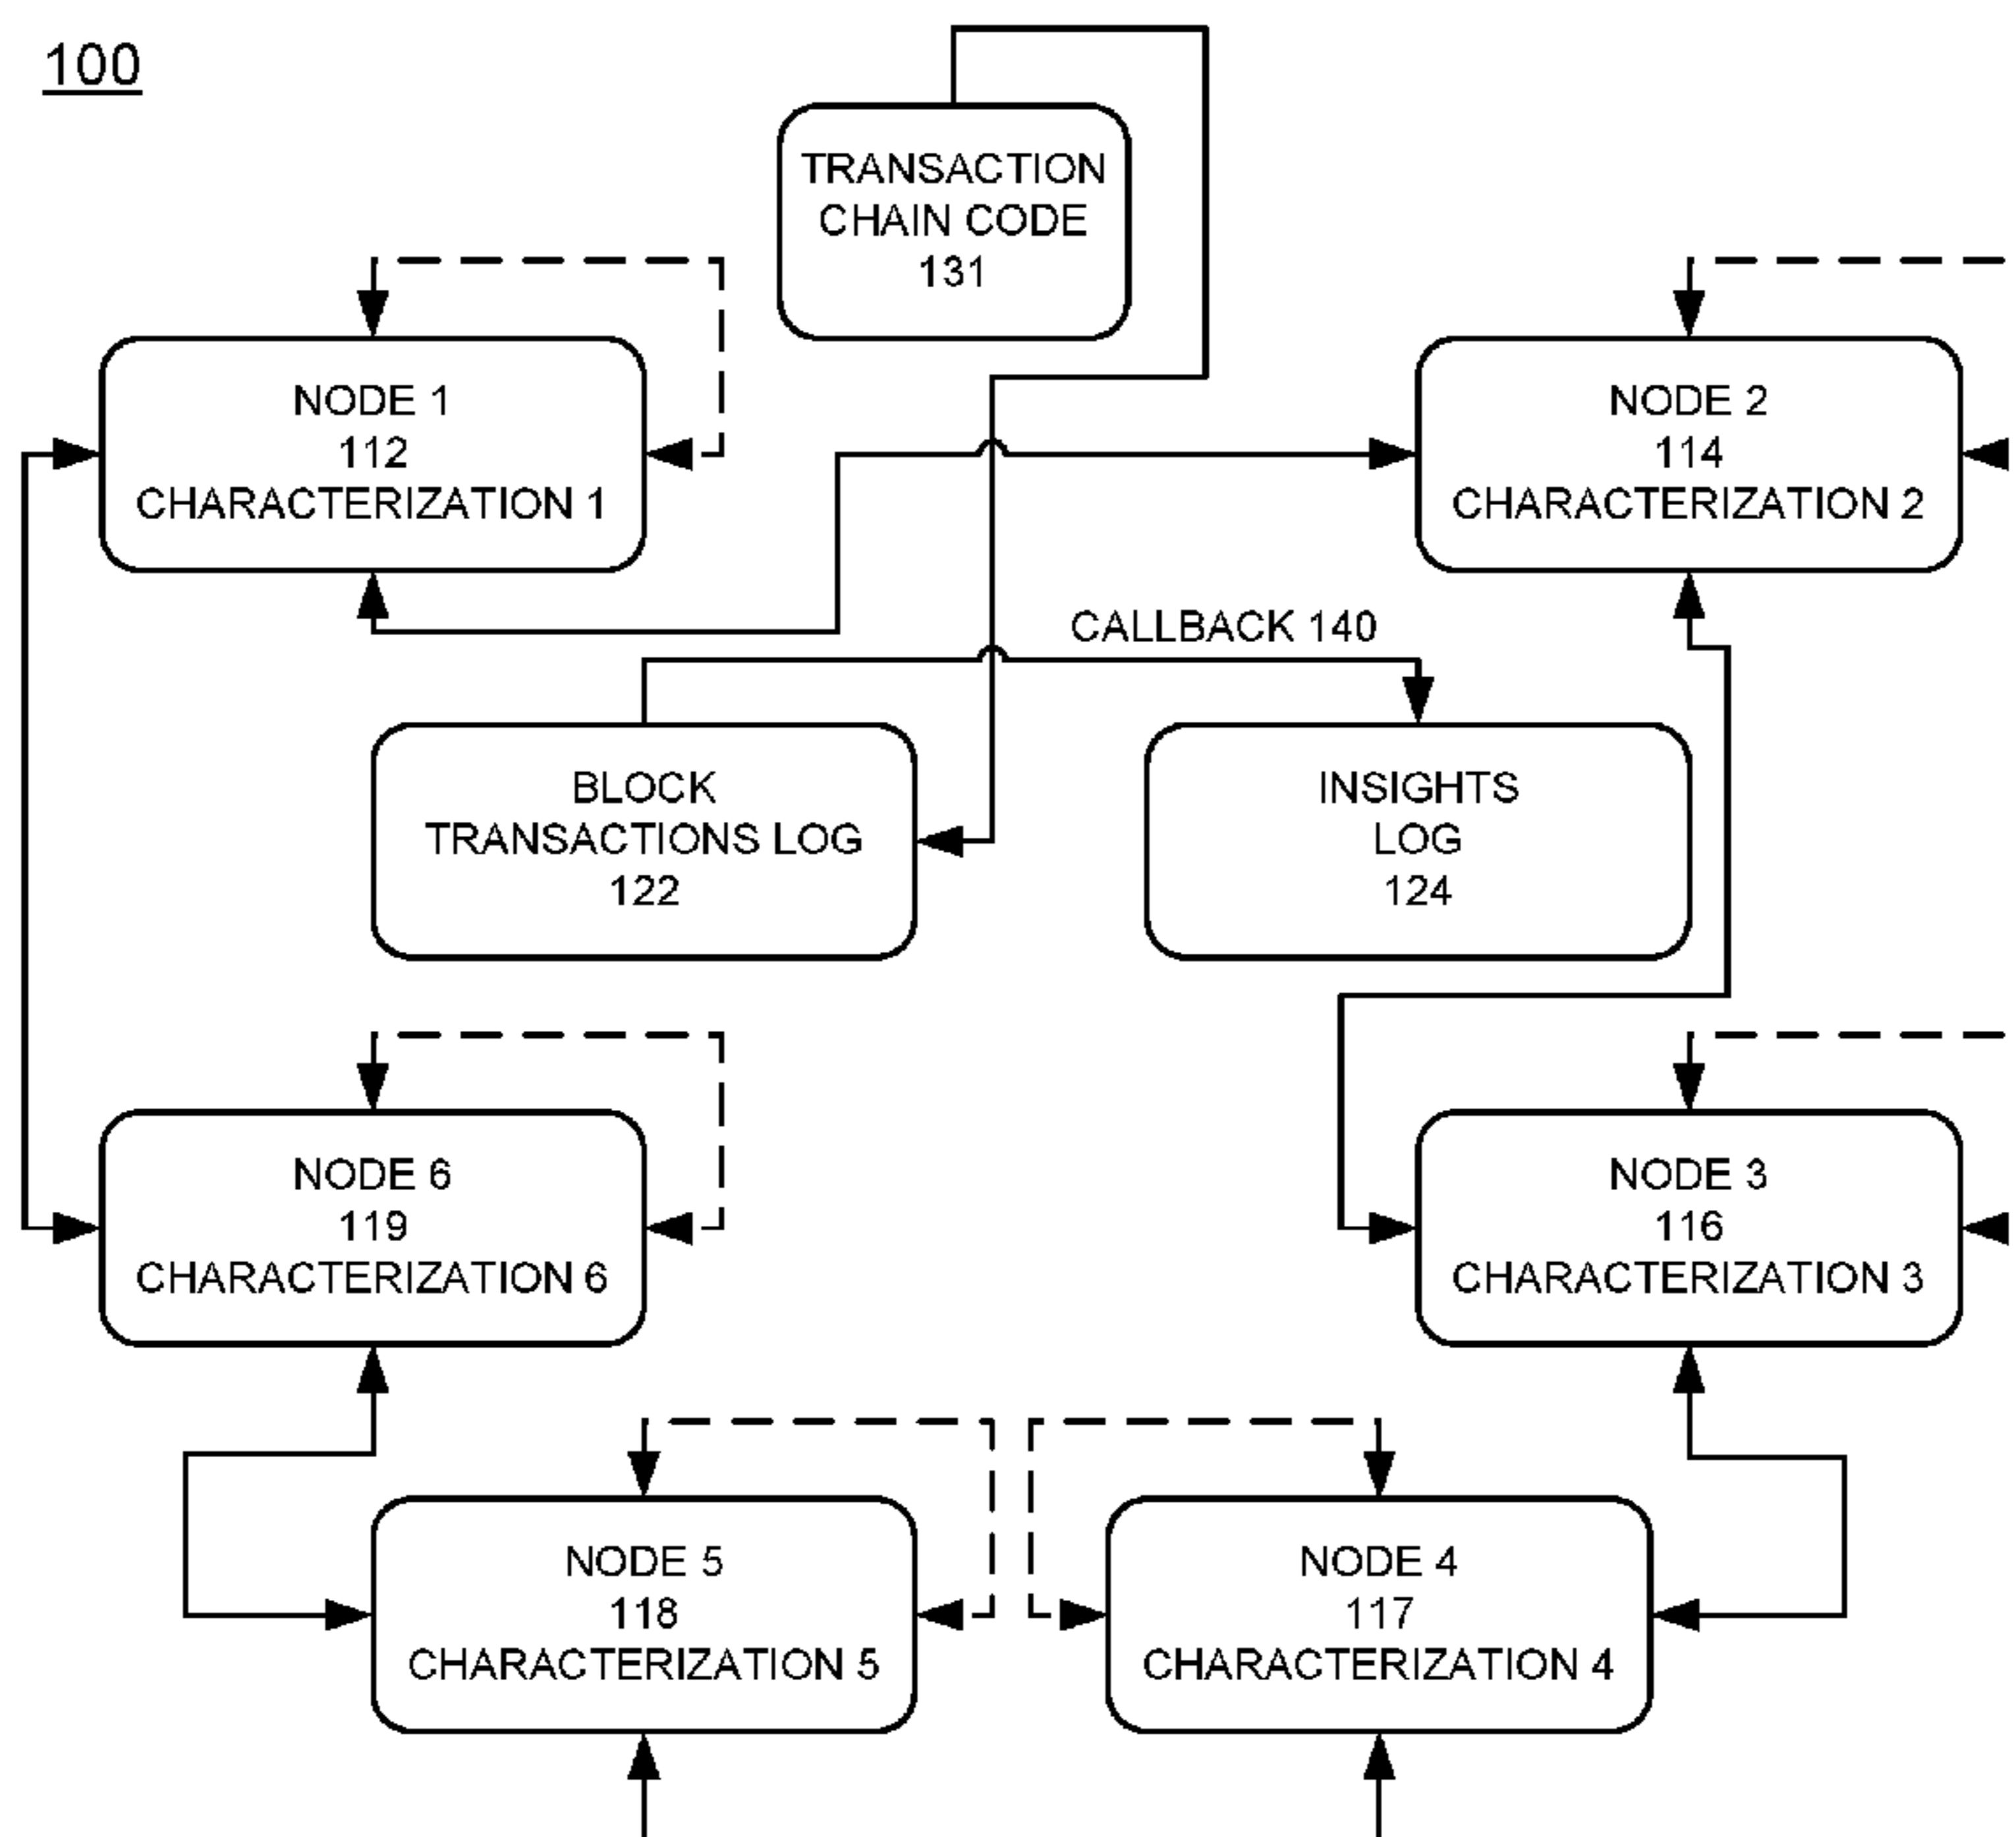 100
TRANSACTION
CHAIN CODE
131
NODE 1
112
CHARACTERIZATION 1
NODE 2
114
CHARACTERIZATION 2
CALLBACK 140
BLOCK
TRANSACTIONS LOG
122
INSIGHTS
LOG
124
NODE 6
119
CHARACTERIZATION 6
NODE 3
116
CHARACTERIZATION 3
NODE 5
118
CHARACTERIZATION 5
NODE 4
117
CHARACTERIZATION 4